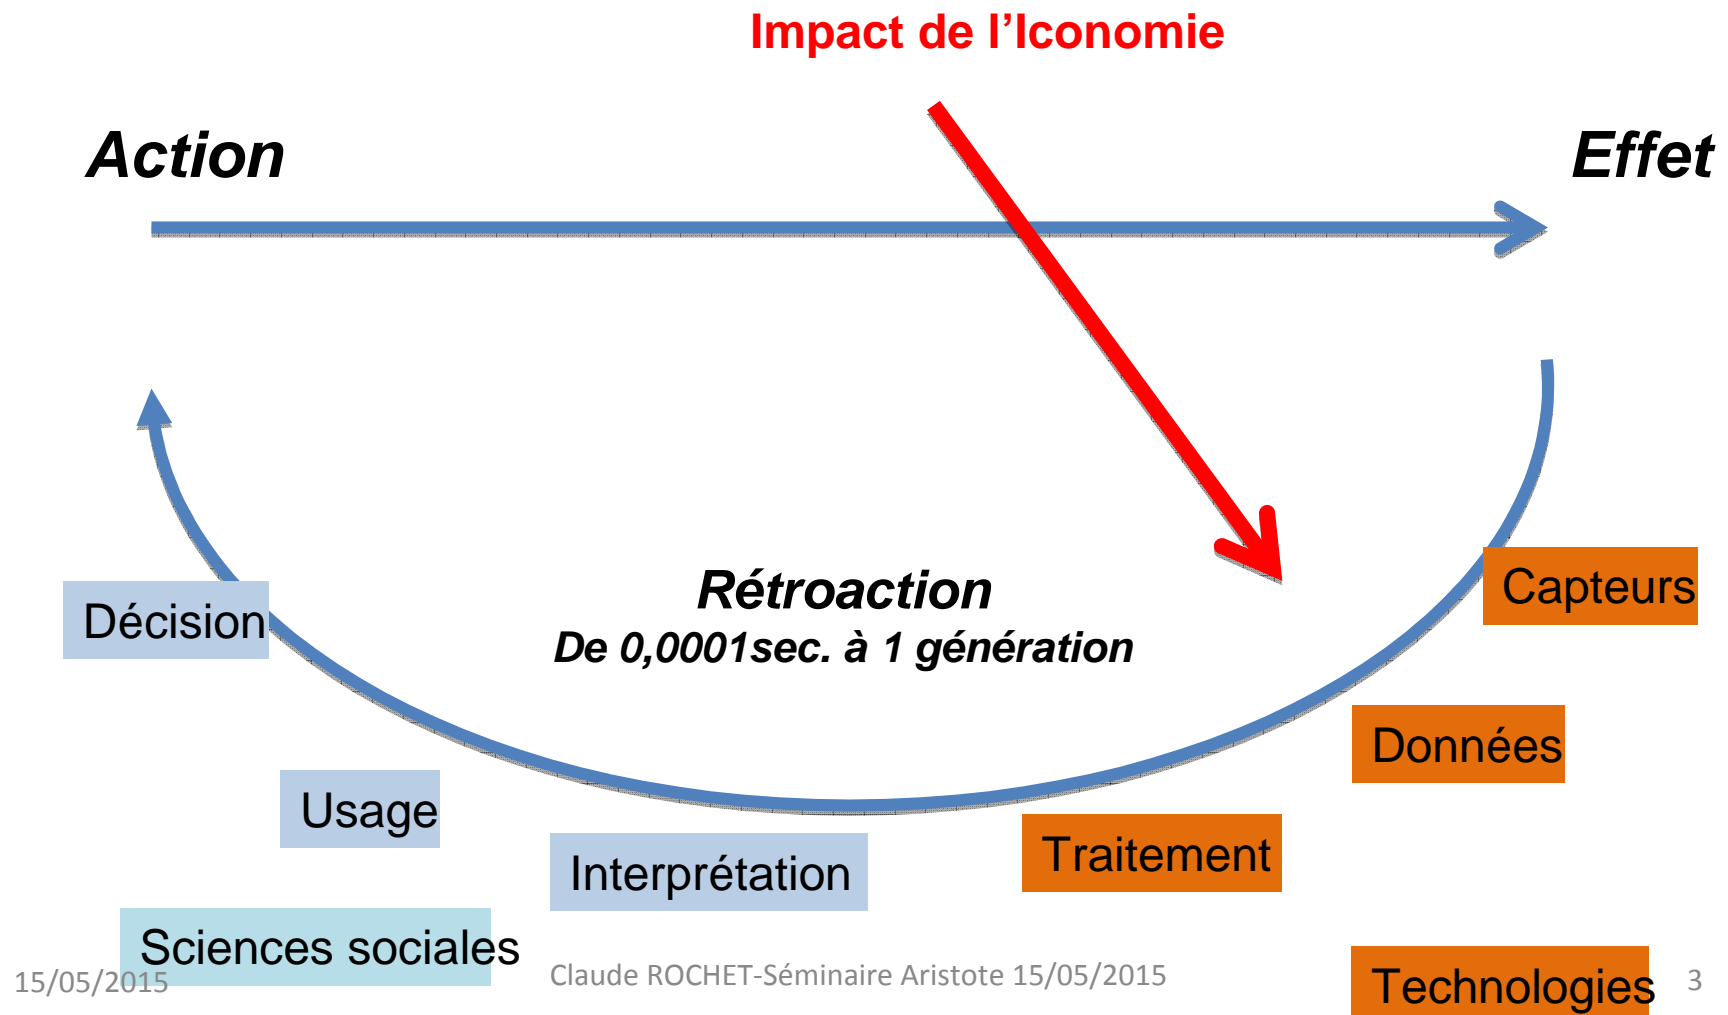 Impact de l’Iconomie
Action
Effet
Rétroaction
De 0,0001sec. à 1 génération
Capteurs
Décision
Données
Usage
Traitement
Interprétation
Sciences sociales
Technologies
15/05/2015
Claude ROCHET-Séminaire Aristote 15/05/2015
3